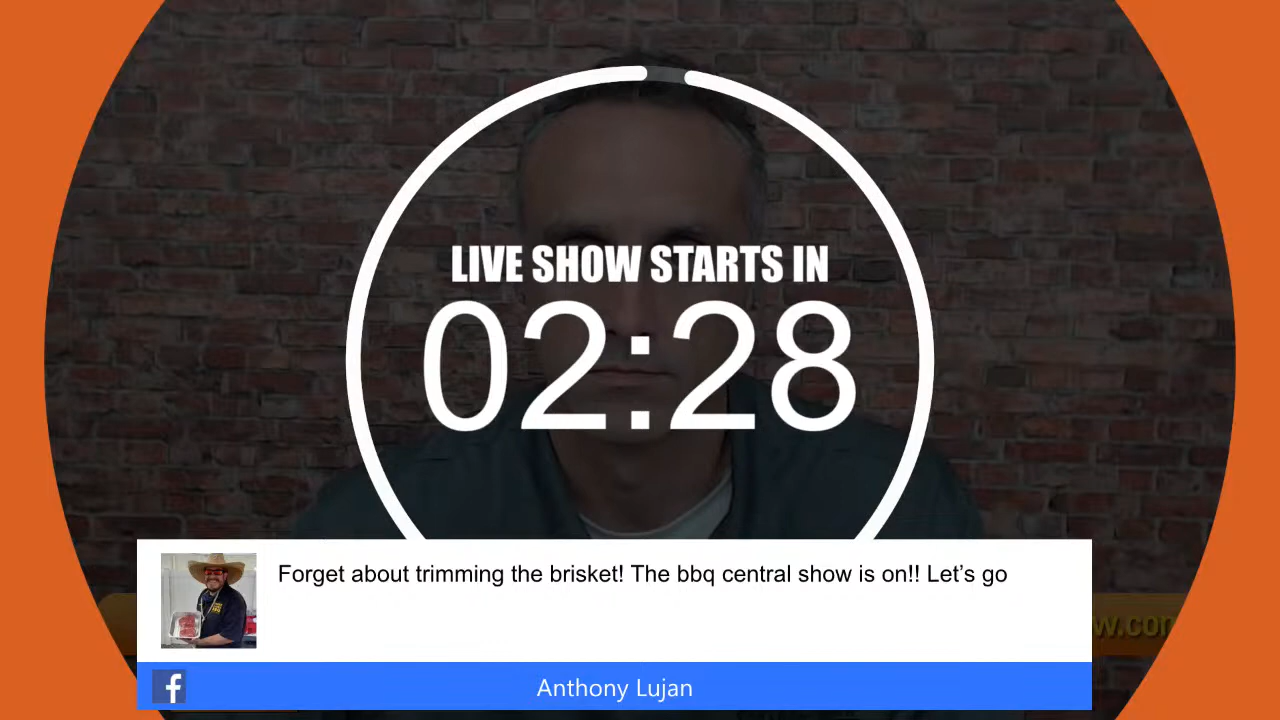 LIVE SHOW STARTS IN
02:28
Forget about trimming the brisket! The bbq central show is on!! Let’s go
w.com
Anthony Lujan